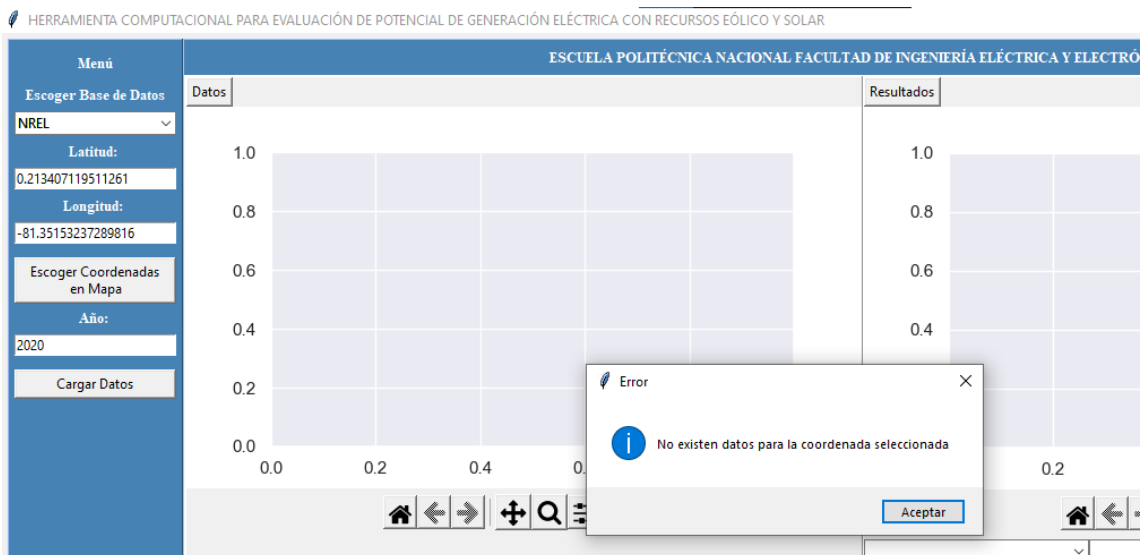 HERRAMIENTA COMPUTACIONAL PARA EVALUACIÓN DE POTENCIAL DE GENERACIÓN ELÉCTRICA CON RECURSOS EÓLICO Y SOLAR
ESCUELA POLITÉCNICA NACIONAL FACULTAD DE INGENIERÍA ELÉCTRICA Y ELECTRÓ
Menú
Escoger Base de Datos
NREL
Latitud:
0.213407119511261
Longitud:
-81.35153237289816
Escoger Coordenadas
en Mapa
Año:
2020
Cargar Datos
Datos
1.0
0.8
0.6
0.4
0.2
0.0
0.0 0.2 0.4 0.
Resultados
1.0
0.8
0.6
0.4
0.2
Error
No existen datos para la coordenada seleccionada
Aceptar